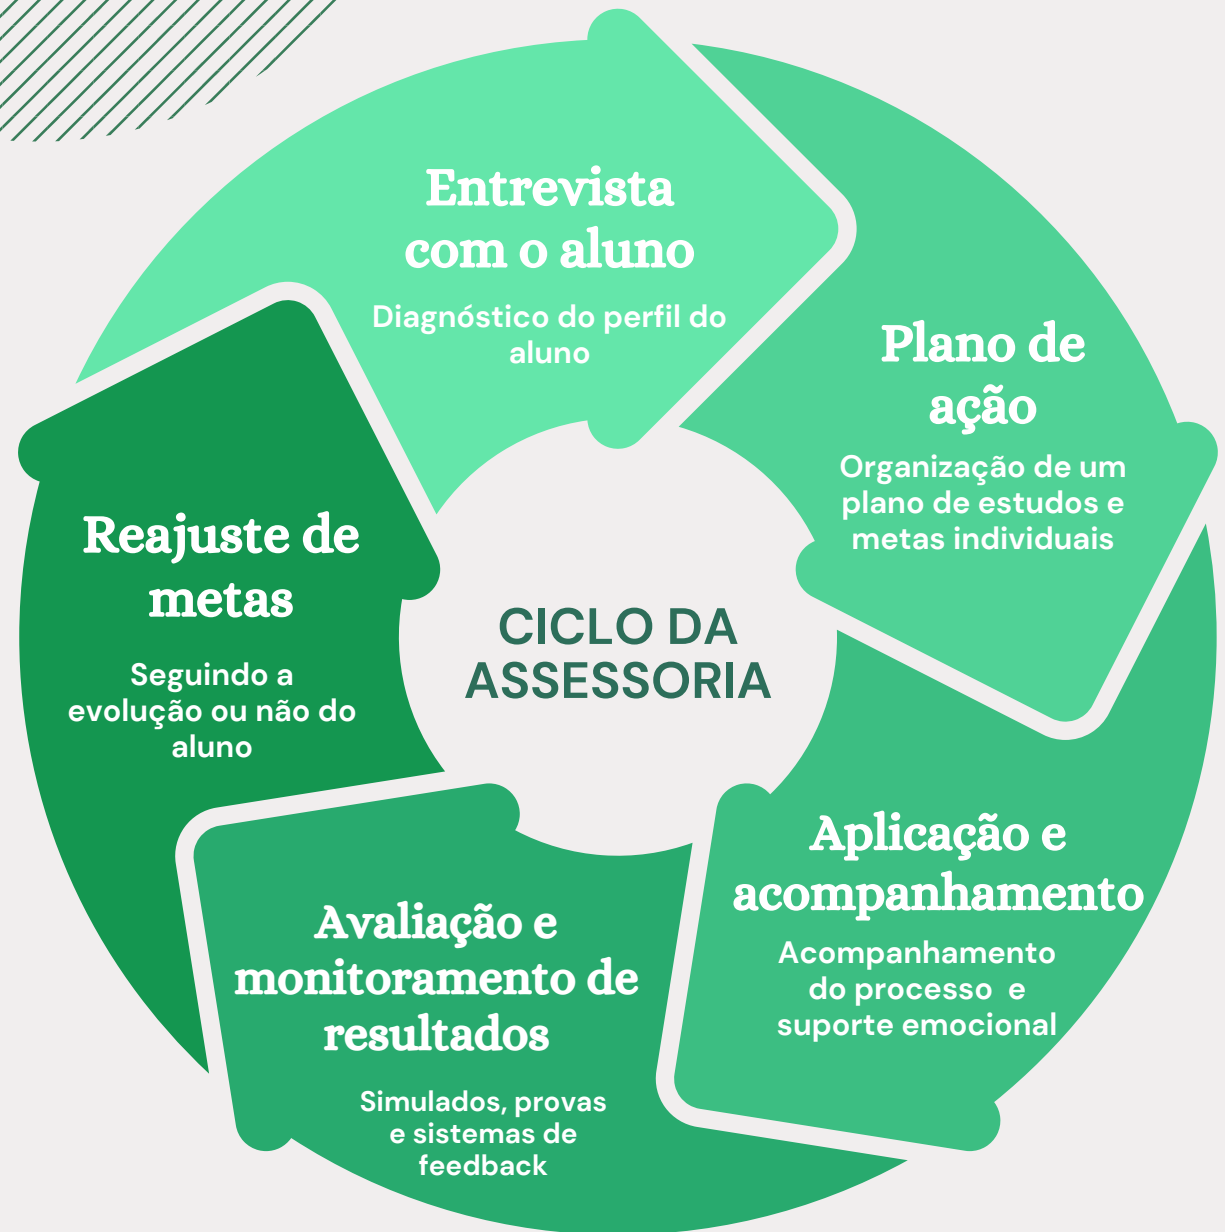 Entrevista
com o aluno
Diagnóstico do perfil do
aluno
Plano de
ação
Organização de um
plano de estudos e
metas individuais
Aplicação e
acompanhamento
Acompanhamento
do processo e
suporte emocional
Avaliação e
monitoramento de
resultados
Simulados, provas
e sistemas de
feedback
Reajuste de
metas
Seguindo a
evolução ou não do
aluno
CICLO DA
ASSESSORIA